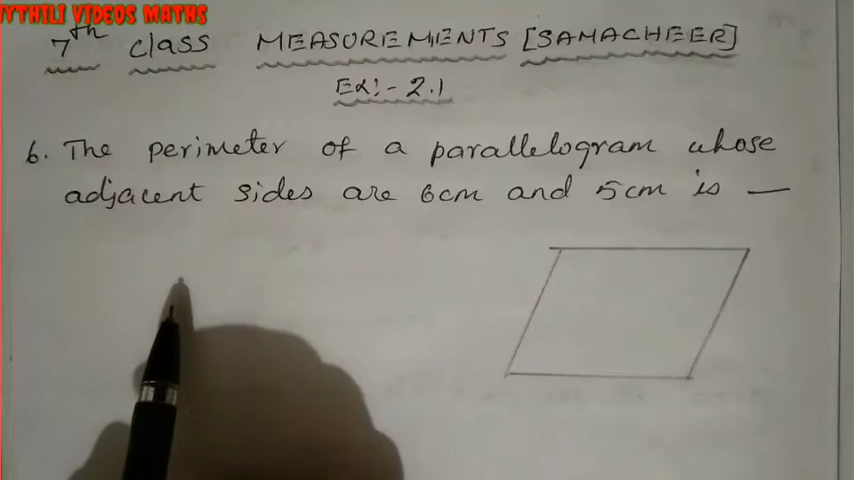 MYTHILI VIDEOS MATHS
7th class MEASUREMENTS [SAMACHEER]
Ex:- 2.1
6. The perimeter of a parallelogram whose
adjacent sides are 6cm and 5cm is —